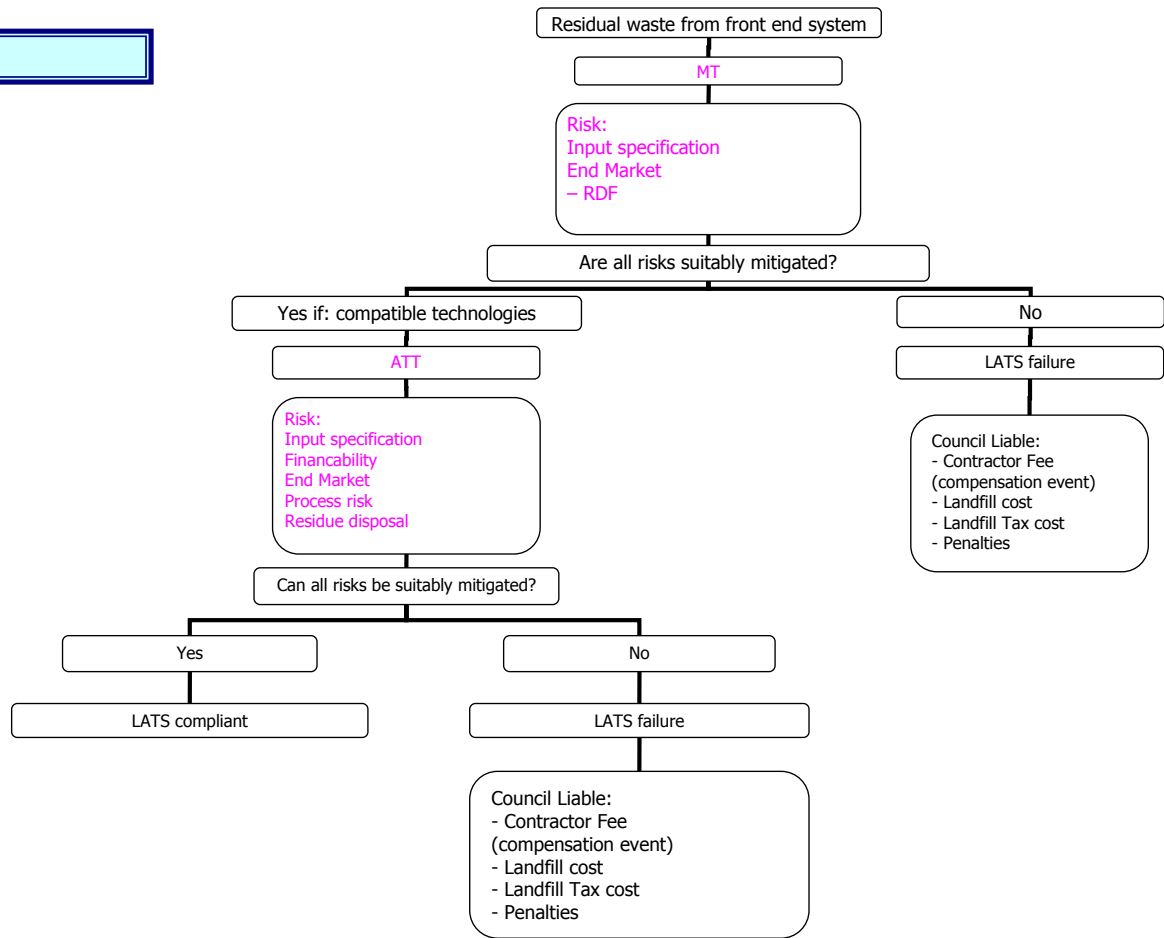 Residual waste from front end system
MT
Risk:
Input specification
End Market
– RDF
Are all risks suitably mitigated?
Yes if: compatible technologies
No
ATT
LATS failure
Risk:
Input specification
Financability
End Market
Process risk
Residue disposal
Council Liable:
- Contractor Fee
(compensation event)
- Landfill cost
- Landfill Tax cost
- Penalties
Can all risks be suitably mitigated?
Yes
No
LATS compliant
LATS failure
Council Liable:
- Contractor Fee
(compensation event)
- Landfill cost
- Landfill Tax cost
- Penalties